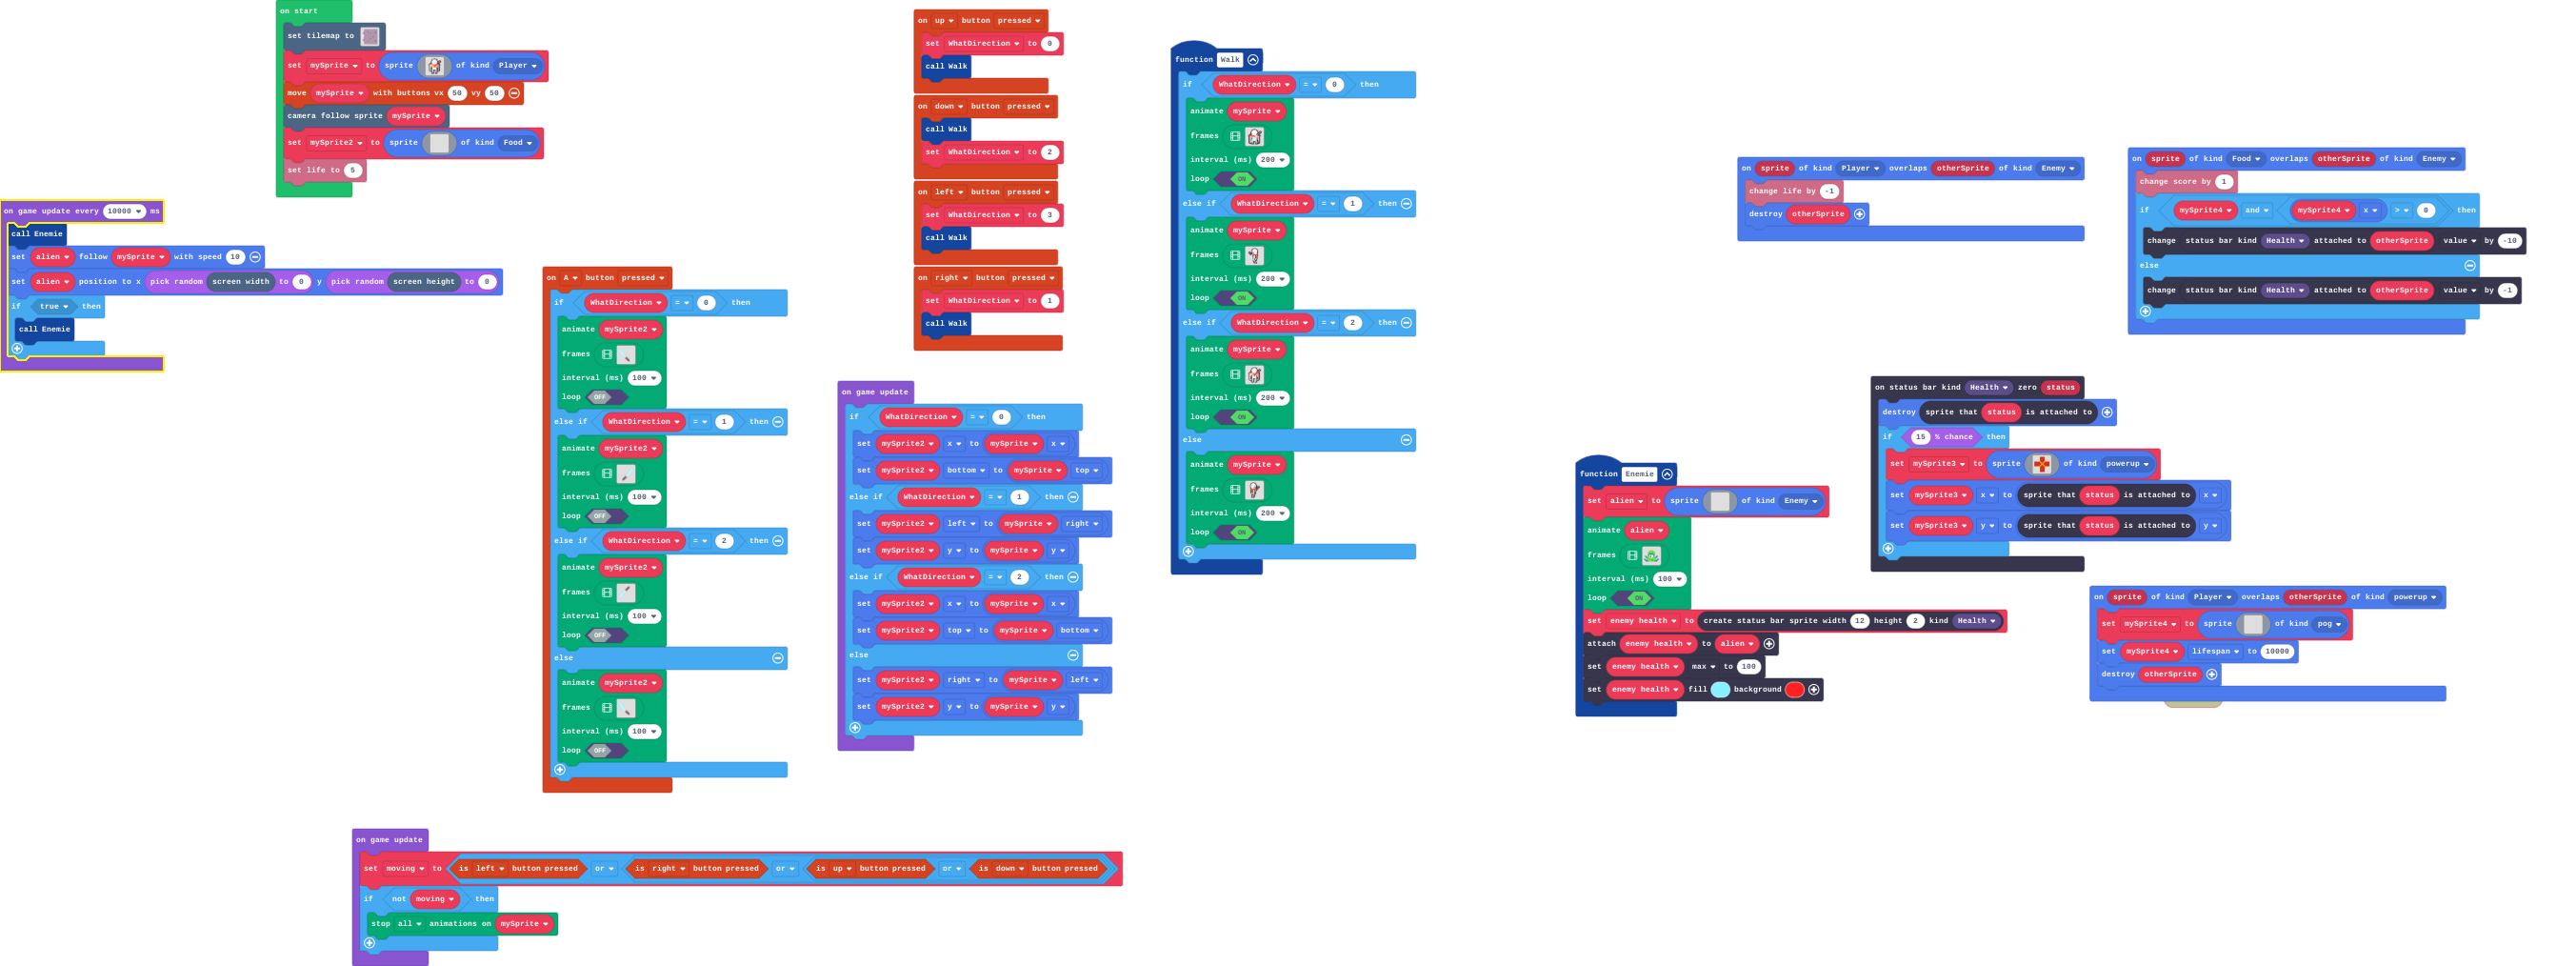 on start
set tilemap to
set mySprite to sprite of kind Player
move mySprite with buttons vx 50 vy 50
camera follow sprite mySprite
set mySprite2 to sprite of kind Food
set life to 5
on game update every 10000 ms
call Enemie
set alien follow mySprite with speed 10
set alien position to x pick random screen width to 0 y pick random screen height to 0
if true then
call Enemie
on A button pressed
if WhatDirection = 0 then
animate mySprite2
frames
interval (ms) 100
loop OFF
else if WhatDirection = 1 then
animate mySprite2
frames
interval (ms) 100
loop OFF
else if WhatDirection = 2 then
animate mySprite2
frames
interval (ms) 100
loop OFF
else
animate mySprite2
frames
interval (ms) 100
loop OFF
on up button pressed
set WhatDirection to 0
call Walk
on down button pressed
call Walk
set WhatDirection to 2
on left button pressed
set WhatDirection to 3
call Walk
on right button pressed
set WhatDirection to 1
call Walk
on game update
if WhatDirection = 0 then
set mySprite2 x to mySprite x
set mySprite2 bottom to mySprite top
else if WhatDirection = 1 then
set mySprite2 left to mySprite right
set mySprite2 y to mySprite y
else if WhatDirection = 2 then
set mySprite2 x to mySprite x
set mySprite2 top to mySprite bottom
else
set mySprite2 right to mySprite left
set mySprite2 y to mySprite y
on game update
set moving to is left button pressed or is right button pressed or is up button pressed or is down button pressed
if not moving then
stop all animations on mySprite
function Walk
if WhatDirection = 0 then
animate mySprite
frames
interval (ms) 200
loop ON
else if WhatDirection = 1 then
animate mySprite
frames
interval (ms) 200
loop ON
else if WhatDirection = 2 then
animate mySprite
frames
interval (ms) 200
loop ON
else
animate mySprite
frames
interval (ms) 200
loop ON
function Enemie
set alien to sprite of kind Enemy
animate alien
frames
interval (ms) 100
loop ON
set enemy health to create status bar sprite width 12 height 2 kind Health
attach enemy health to alien
set enemy health max to 100
set enemy health fill background
on sprite of kind Player overlaps otherSprite of kind Enemy
change life by -1
destroy otherSprite
on sprite of kind Food overlaps otherSprite of kind Enemy
change score by 1
if mySprite4 and mySprite4 x > 0 then
change status bar kind Health attached to otherSprite value by -10
else
change status bar kind Health attached to otherSprite value by -1
on status bar kind Health zero status
destroy sprite that status is attached to
if 15 % chance then
set mySprite3 to sprite of kind powerup
set mySprite3 x to sprite that status is attached to x
set mySprite3 y to sprite that status is attached to y
on sprite of kind Player overlaps otherSprite of kind powerup
set mySprite4 to sprite of kind pog
set mySprite4 lifespan to 10000
destroy otherSprite